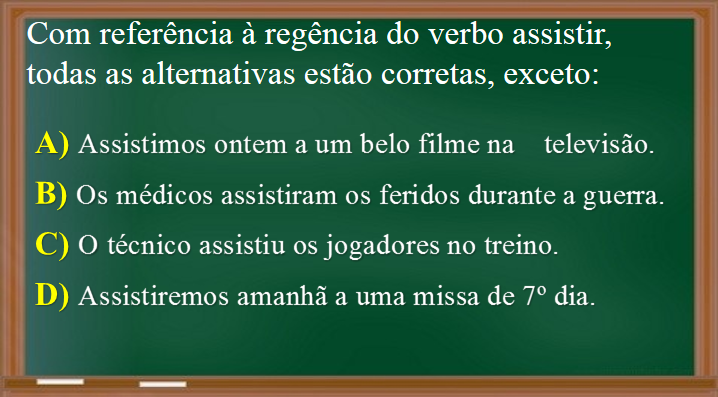 Com referência à regência do verbo assistir,
todas as alternativas estão corretas, exceto:
A) Assistimos ontem a um belo filme na televisão.
B) Os médicos assistiram os feridos durante a guerra.
C) O técnico assistiu os jogadores no treino.
D) Assistiremos amanhã a uma missa de 7º dia.